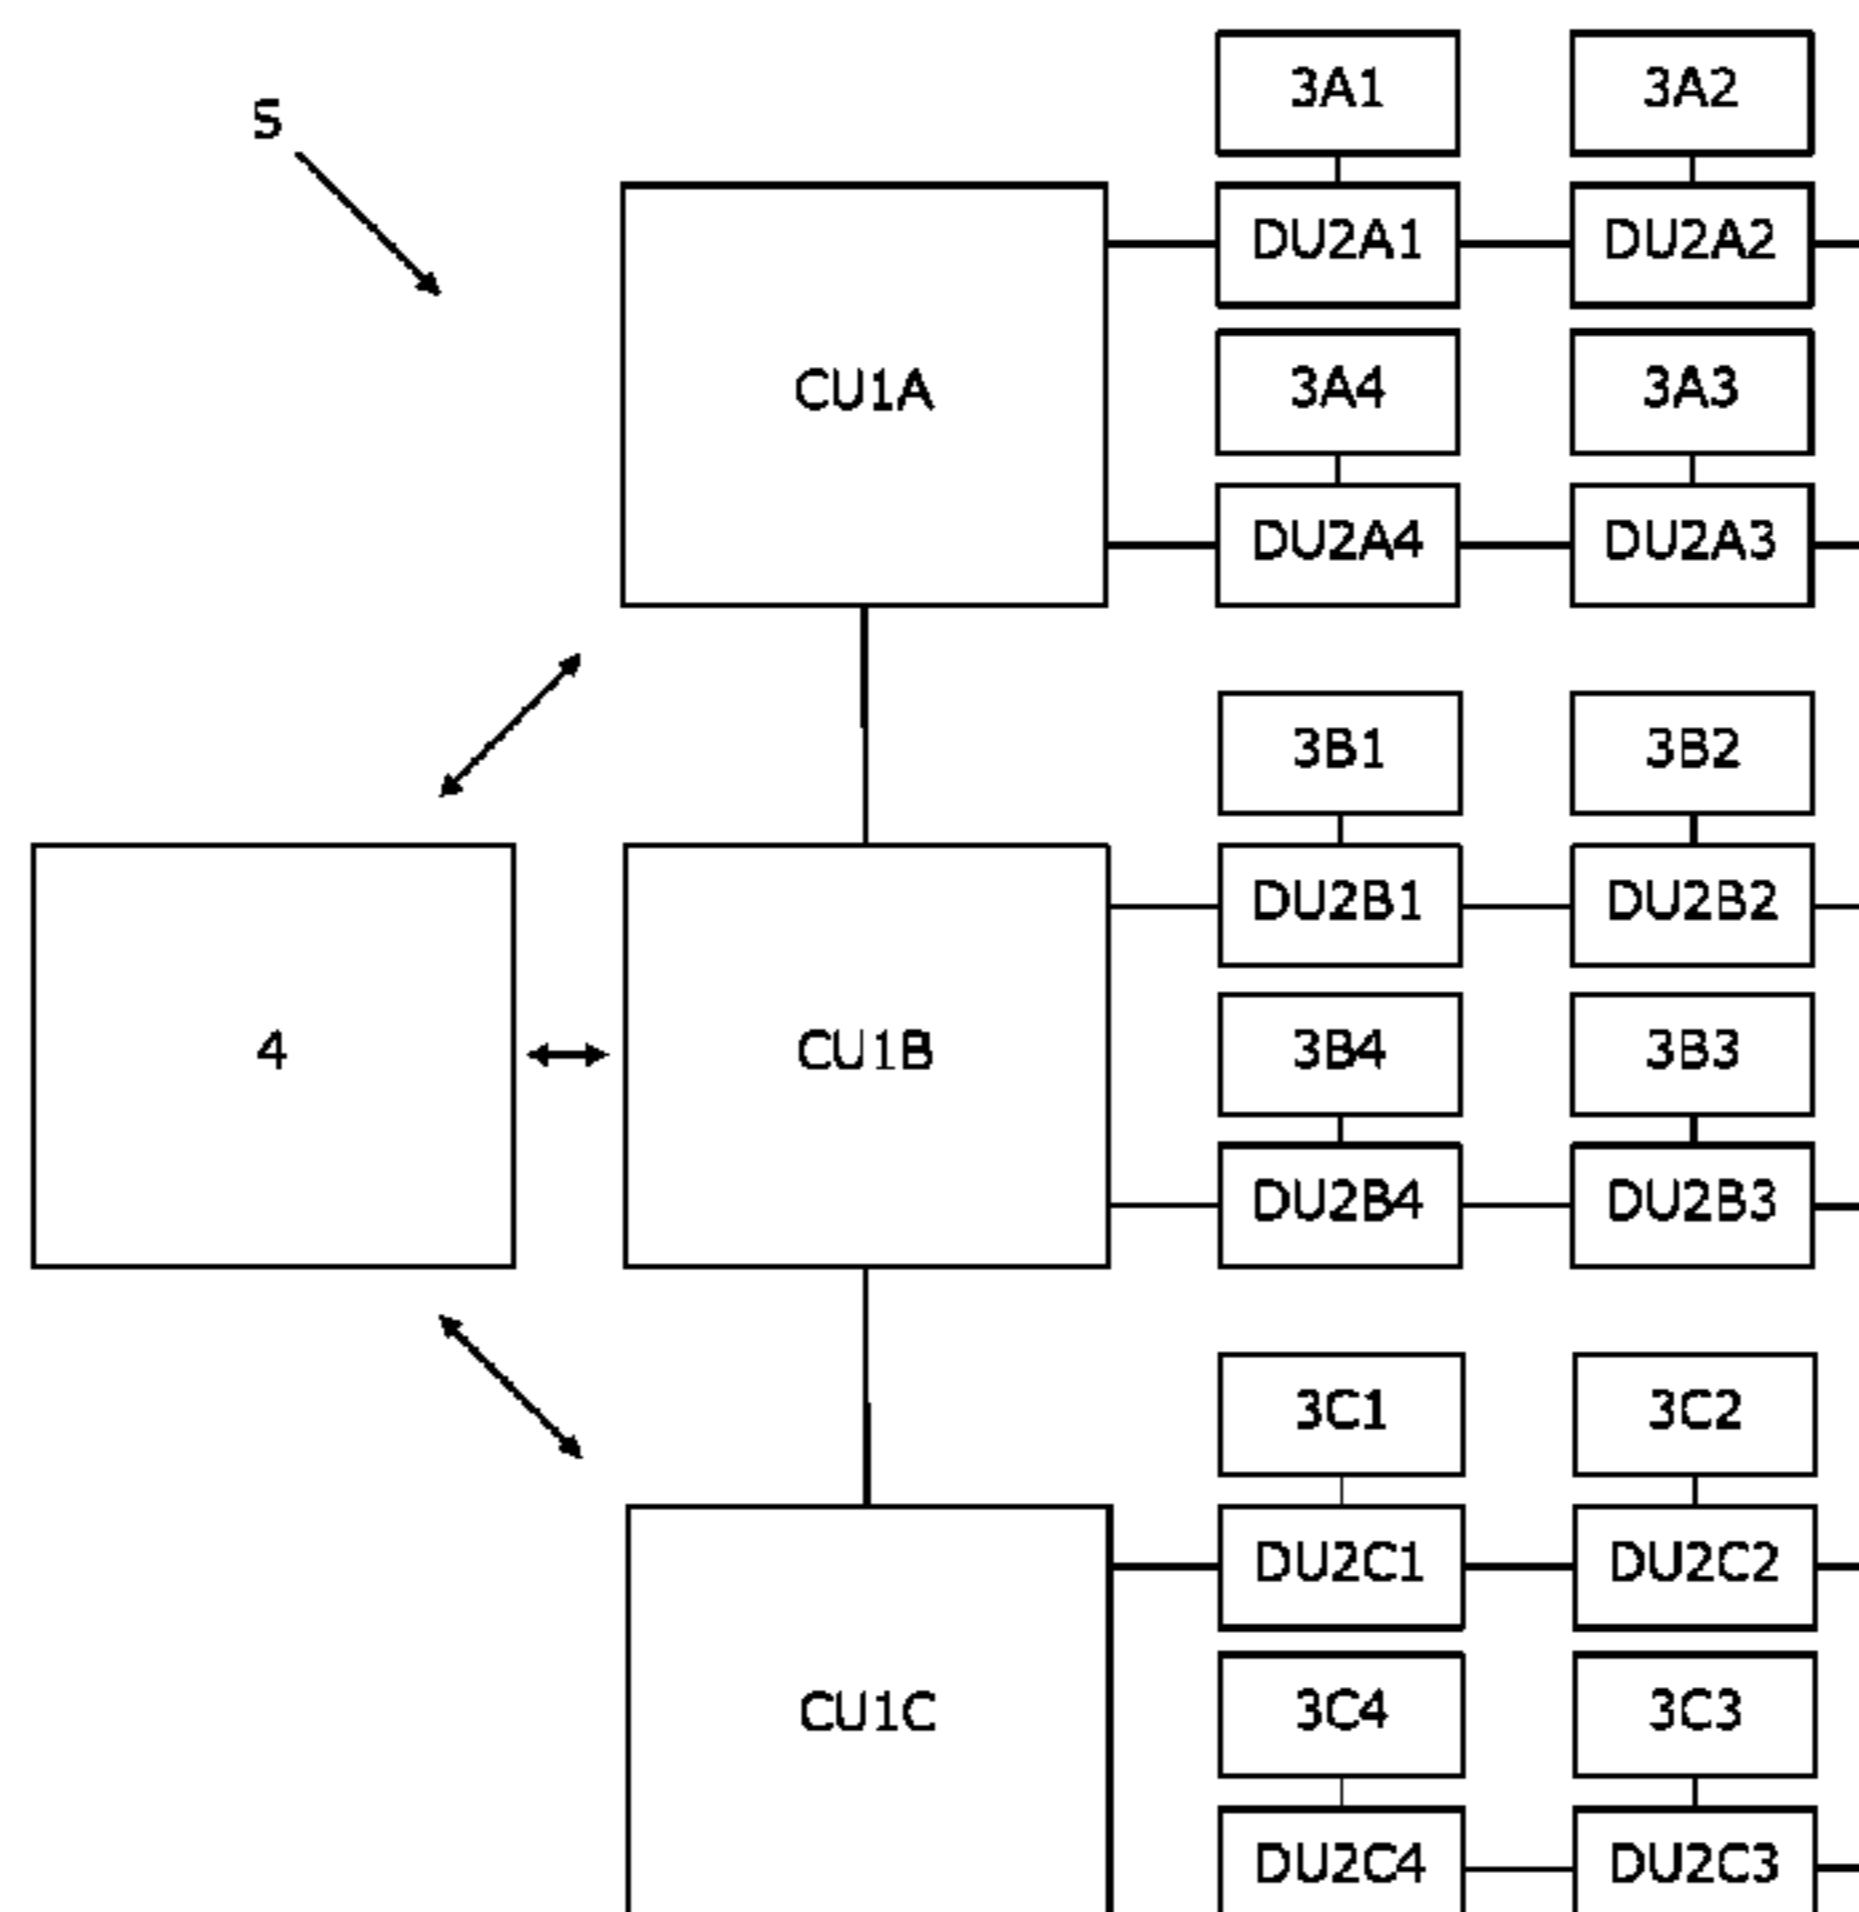 3A1 3A2
S
DU2A1 DU2A2
CU1A 3A4 3A3
DU2A4 DU2A3
3B1 3B2
DU2B1 DU2B2
4 CU1B 3B4 3B3
DU2B4 DU2B3
3C1 3C2
DU2C1 DU2C2
CU1C 3C4 3C3
DU2C4 DU2C3